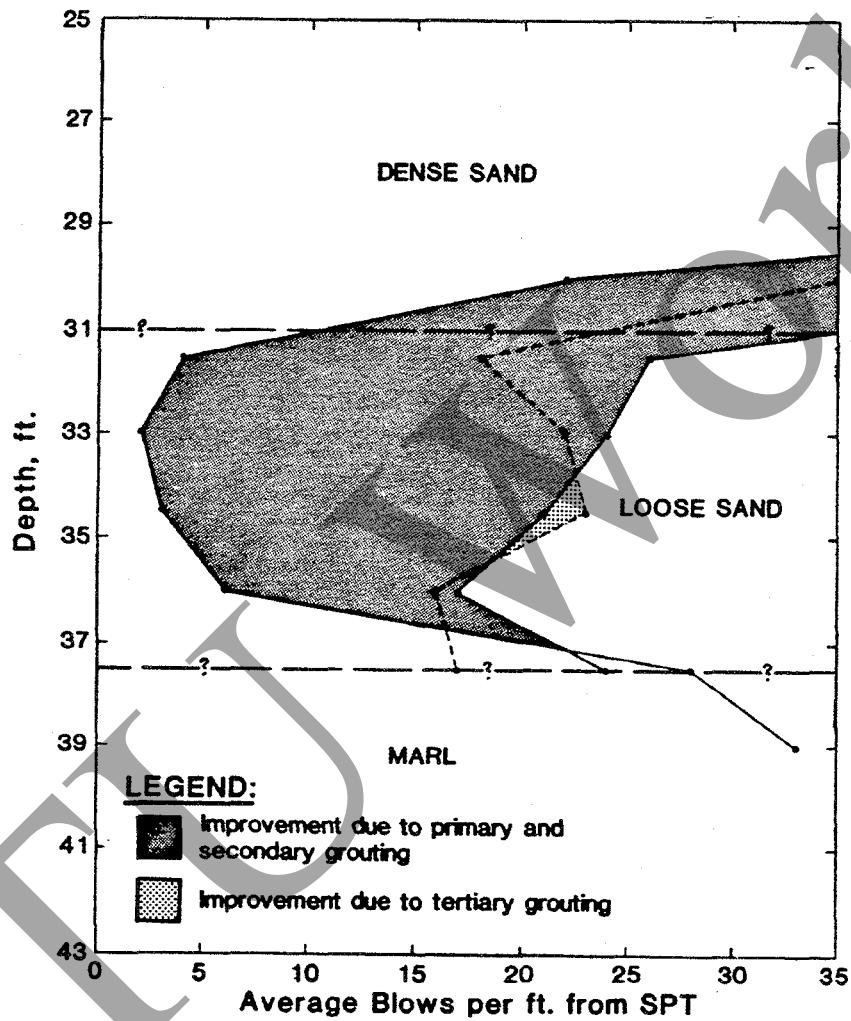 25
27
DENSE SAND
29
31
? ? ?
33
Depth, ft.
LOOSE SAND
35
37
? ? ?
39
MARL
LEGEND:
Improvement due to primary and
secondary grouting
41
Improvement due to tertiary grouting
43
0 5 10 15 20 25 30 35
Average Blows per ft. from SPT